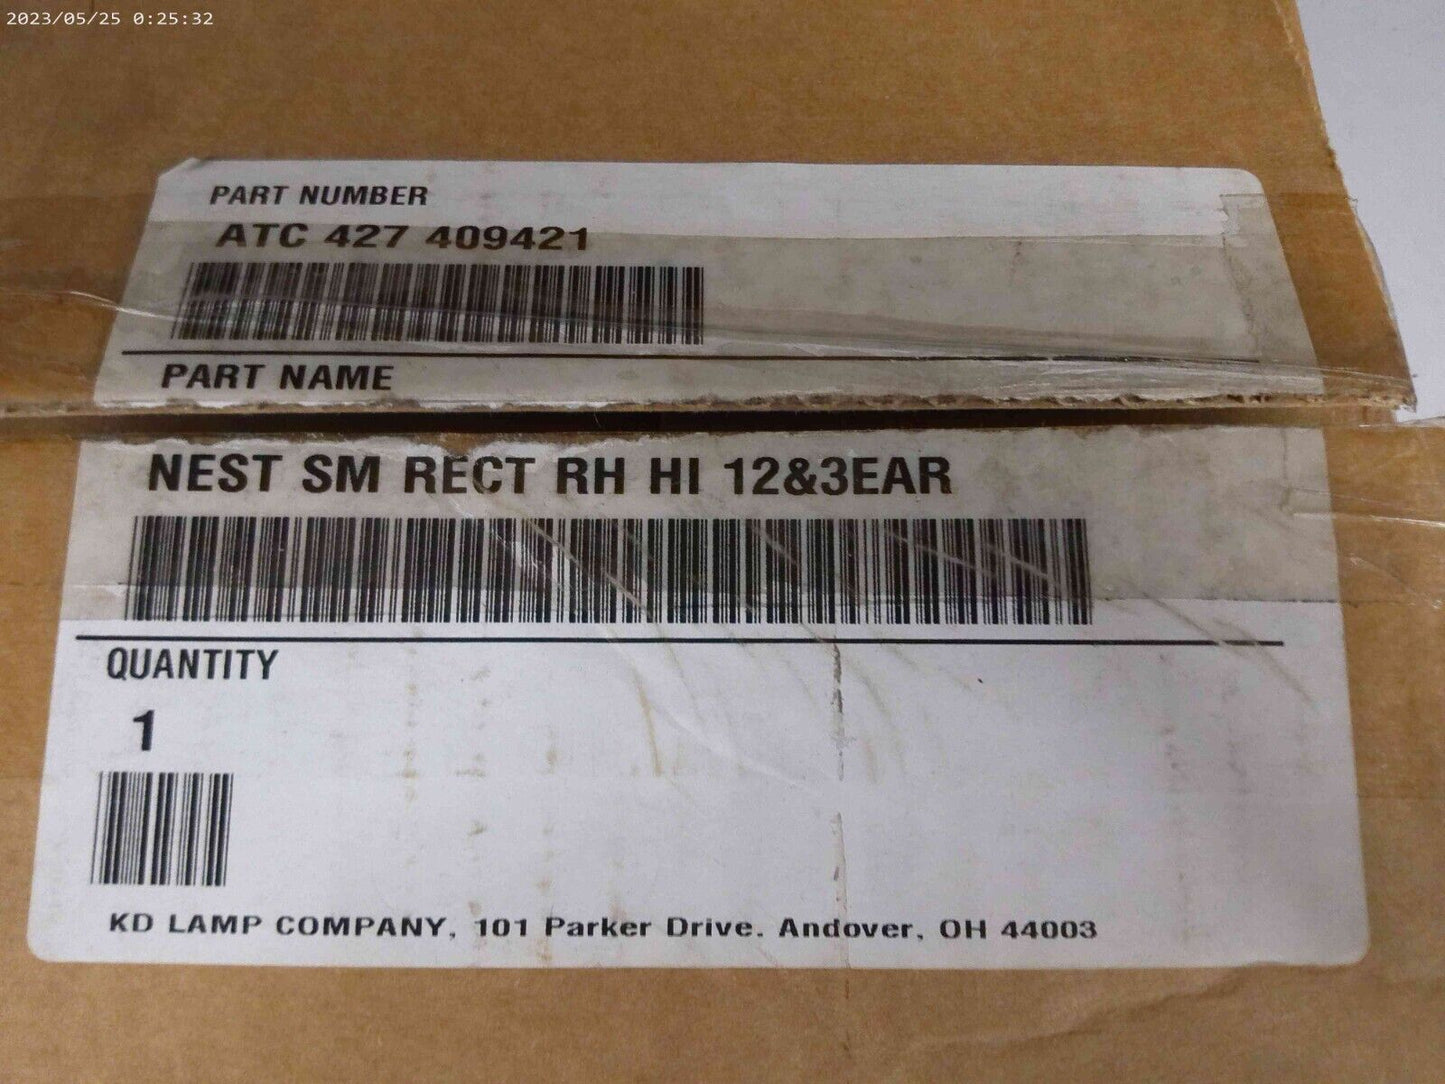 2023/05/25 0:25:32
PART NUMBER
ATC 427 409421
PART NAME
NEST SM RECT RH HI 12&3EAR
QUANTITY
1
KD LAMP COMPANY, 101 Parker Drive. Andover, OH 44003